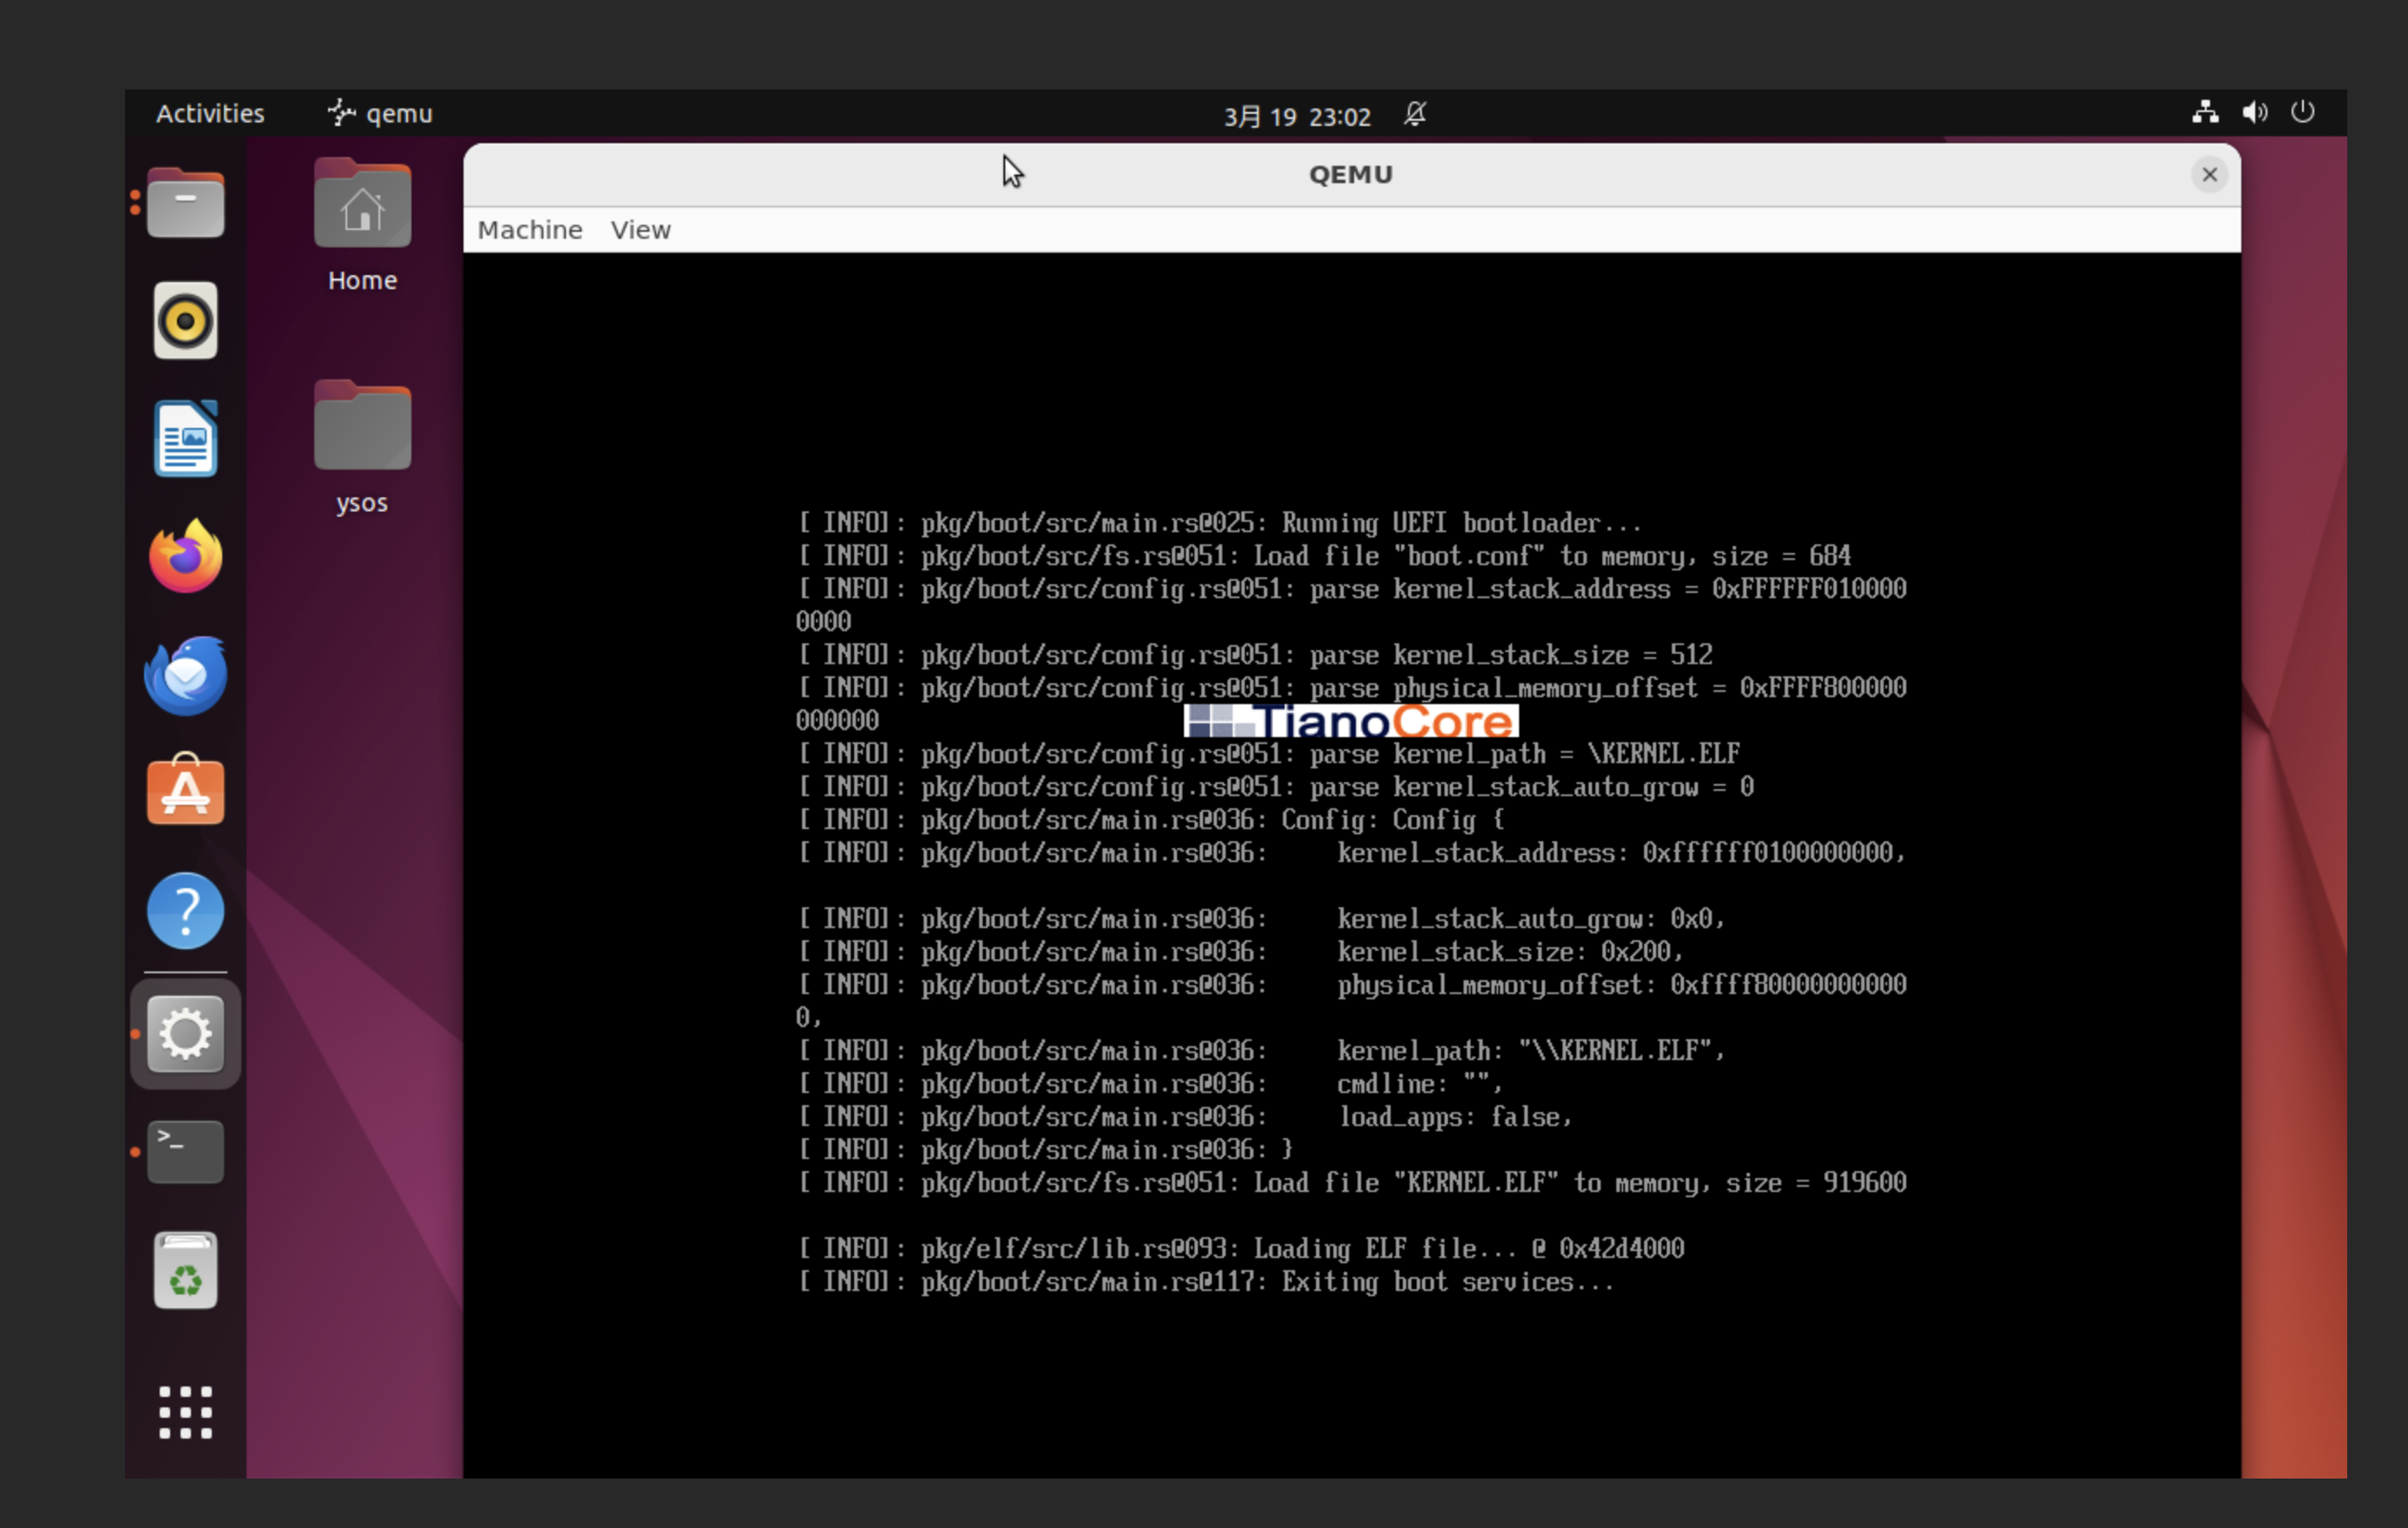 Activities
qemu
3月 19 23:02
QEMU
Machine View
Home
ysos
[ INFO]: pkg/boot/src/main.rs@025: Running UEFI bootloader...
[ INFO]: pkg/boot/src/fs.rs@051: Load file "boot.conf" to memory, size = 684
[ INFO]: pkg/boot/src/config.rs@051: parse kernel_stack_address = 0xFFFFFF010000
0000
[ INFO]: pkg/boot/src/config.rs@051: parse kernel_stack_size = 512
[ INFO]: pkg/boot/src/config.rs@051: parse physical_memory_offset = 0xFFFF800000
000000
TianoCore
[ INFO]: pkg/boot/src/config.rs@051: parse kernel_path = \KERNEL.ELF
[ INFO]: pkg/boot/src/config.rs@051: parse kernel_stack_auto_grow = 0
[ INFO]: pkg/boot/src/main.rs@036: Config: Config {
[ INFO]: pkg/boot/src/main.rs@036:     kernel_stack_address: 0xffffff0100000000,
[ INFO]: pkg/boot/src/main.rs@036:     kernel_stack_auto_grow: 0x0,
[ INFO]: pkg/boot/src/main.rs@036:     kernel_stack_size: 0x200,
[ INFO]: pkg/boot/src/main.rs@036:     physical_memory_offset: 0xffff80000000000
0,
[ INFO]: pkg/boot/src/main.rs@036:     kernel_path: "\\KERNEL.ELF",
[ INFO]: pkg/boot/src/main.rs@036:     cmdline: "",
[ INFO]: pkg/boot/src/main.rs@036:     load_apps: false,
[ INFO]: pkg/boot/src/main.rs@036: }
[ INFO]: pkg/boot/src/fs.rs@051: Load file "KERNEL.ELF" to memory, size = 919600
[ INFO]: pkg/elf/src/lib.rs@093: Loading ELF file... @ 0x42d4000
[ INFO]: pkg/boot/src/main.rs@117: Exiting boot services...